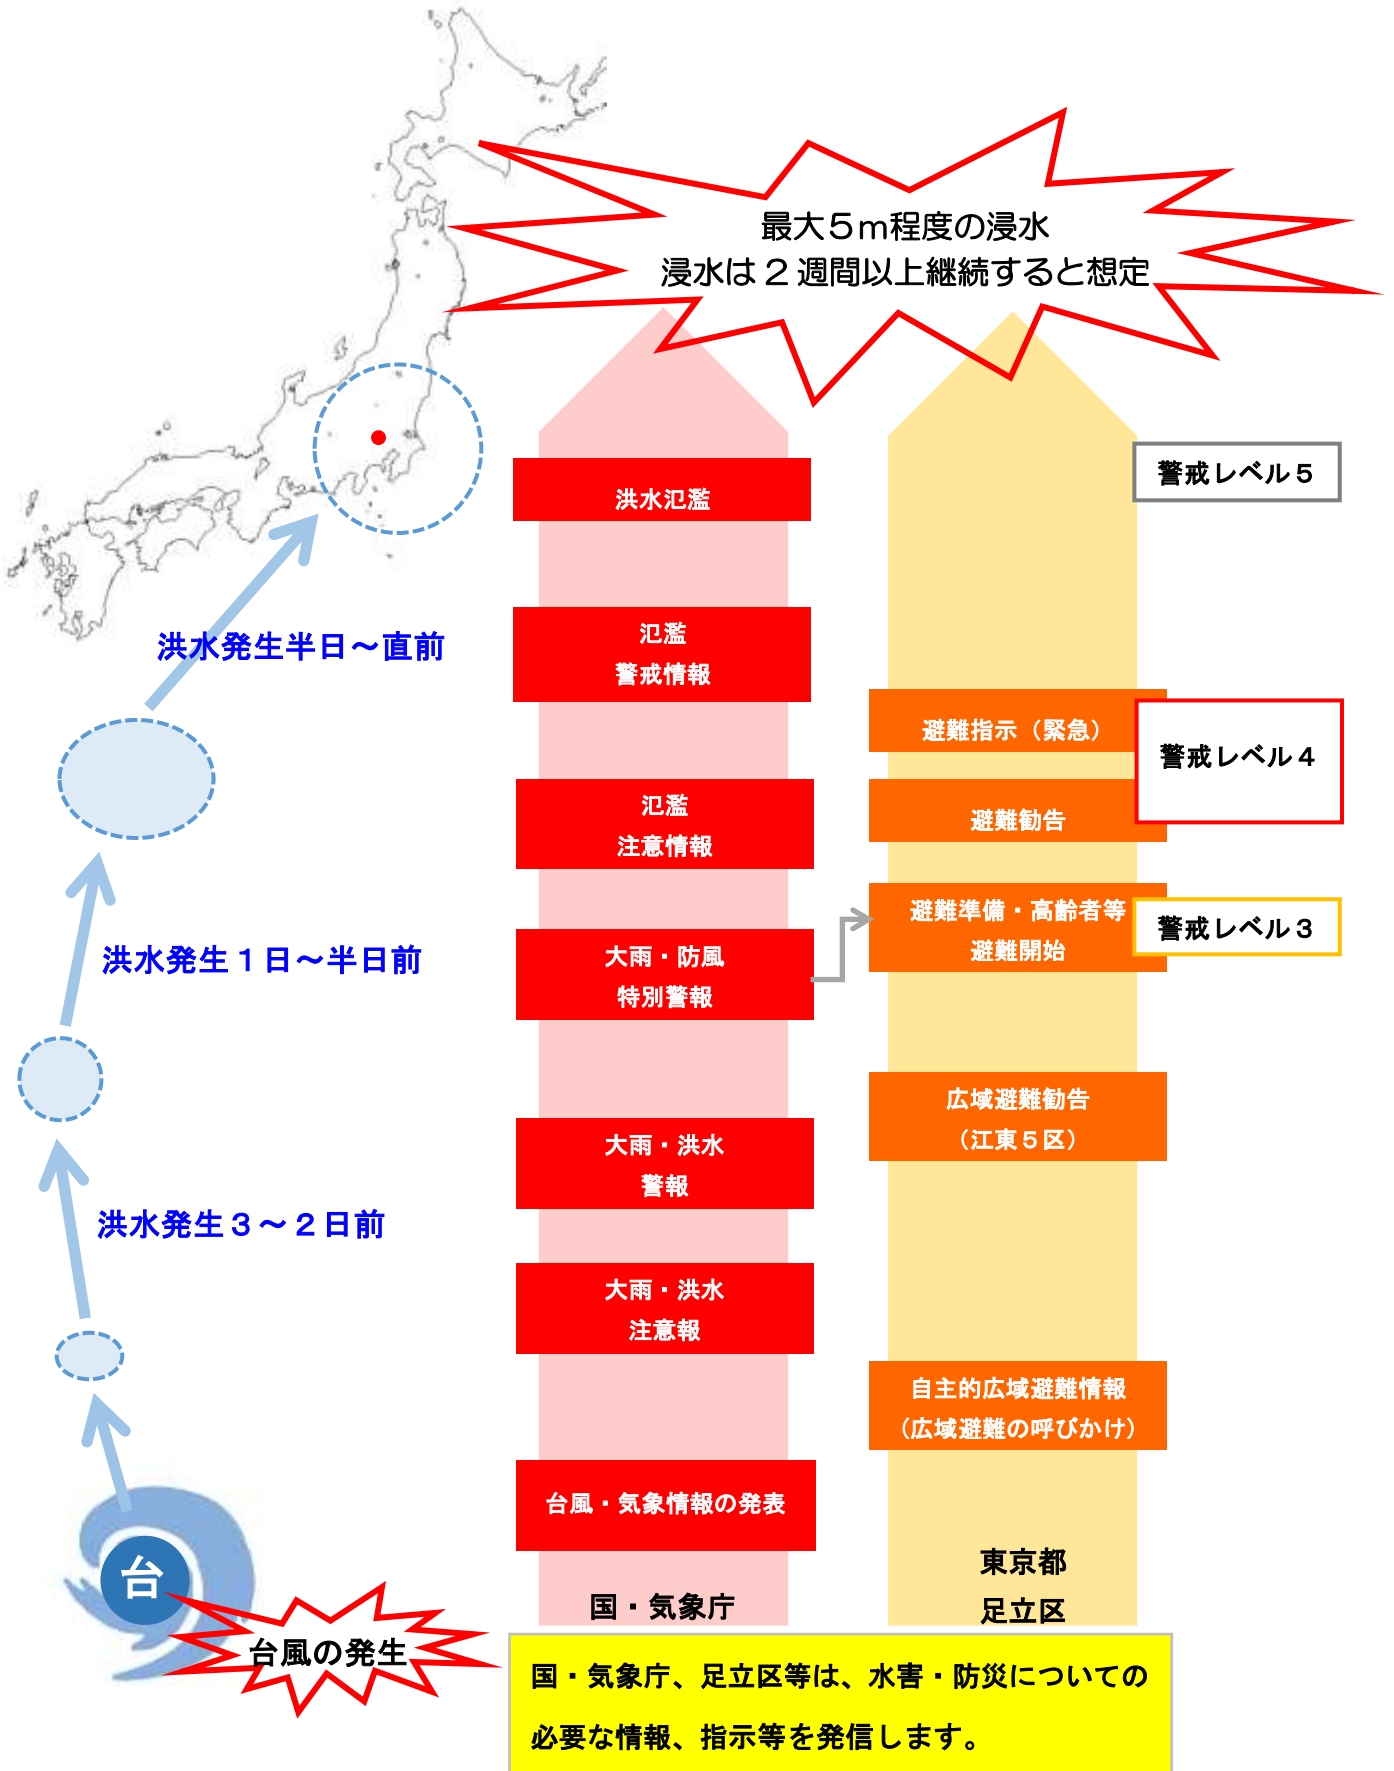 最大５ｍ程度の浸水
浸水は２週間以上継続すると想定
警戒レベル５
洪水氾濫
氾濫
警戒情報
洪水発生半日～直前
避難指示（緊急）
警戒レベル４
氾濫
注意情報
避難勧告
避難準備・高齢者等
避難開始
警戒レベル３
大雨・防風
特別警報
洪水発生１日～半日前
広域避難勧告
（江東５区）
大雨・洪水
警報
洪水発生３～２日前
大雨・洪水
注意報
自主的広域避難情報
（広域避難の呼びかけ）
台風・気象情報の発表
東京都
足立区
国・気象庁
台
台風の発生
国・気象庁、足立区等は、水害・防災についての
必要な情報、指示等を発信します。